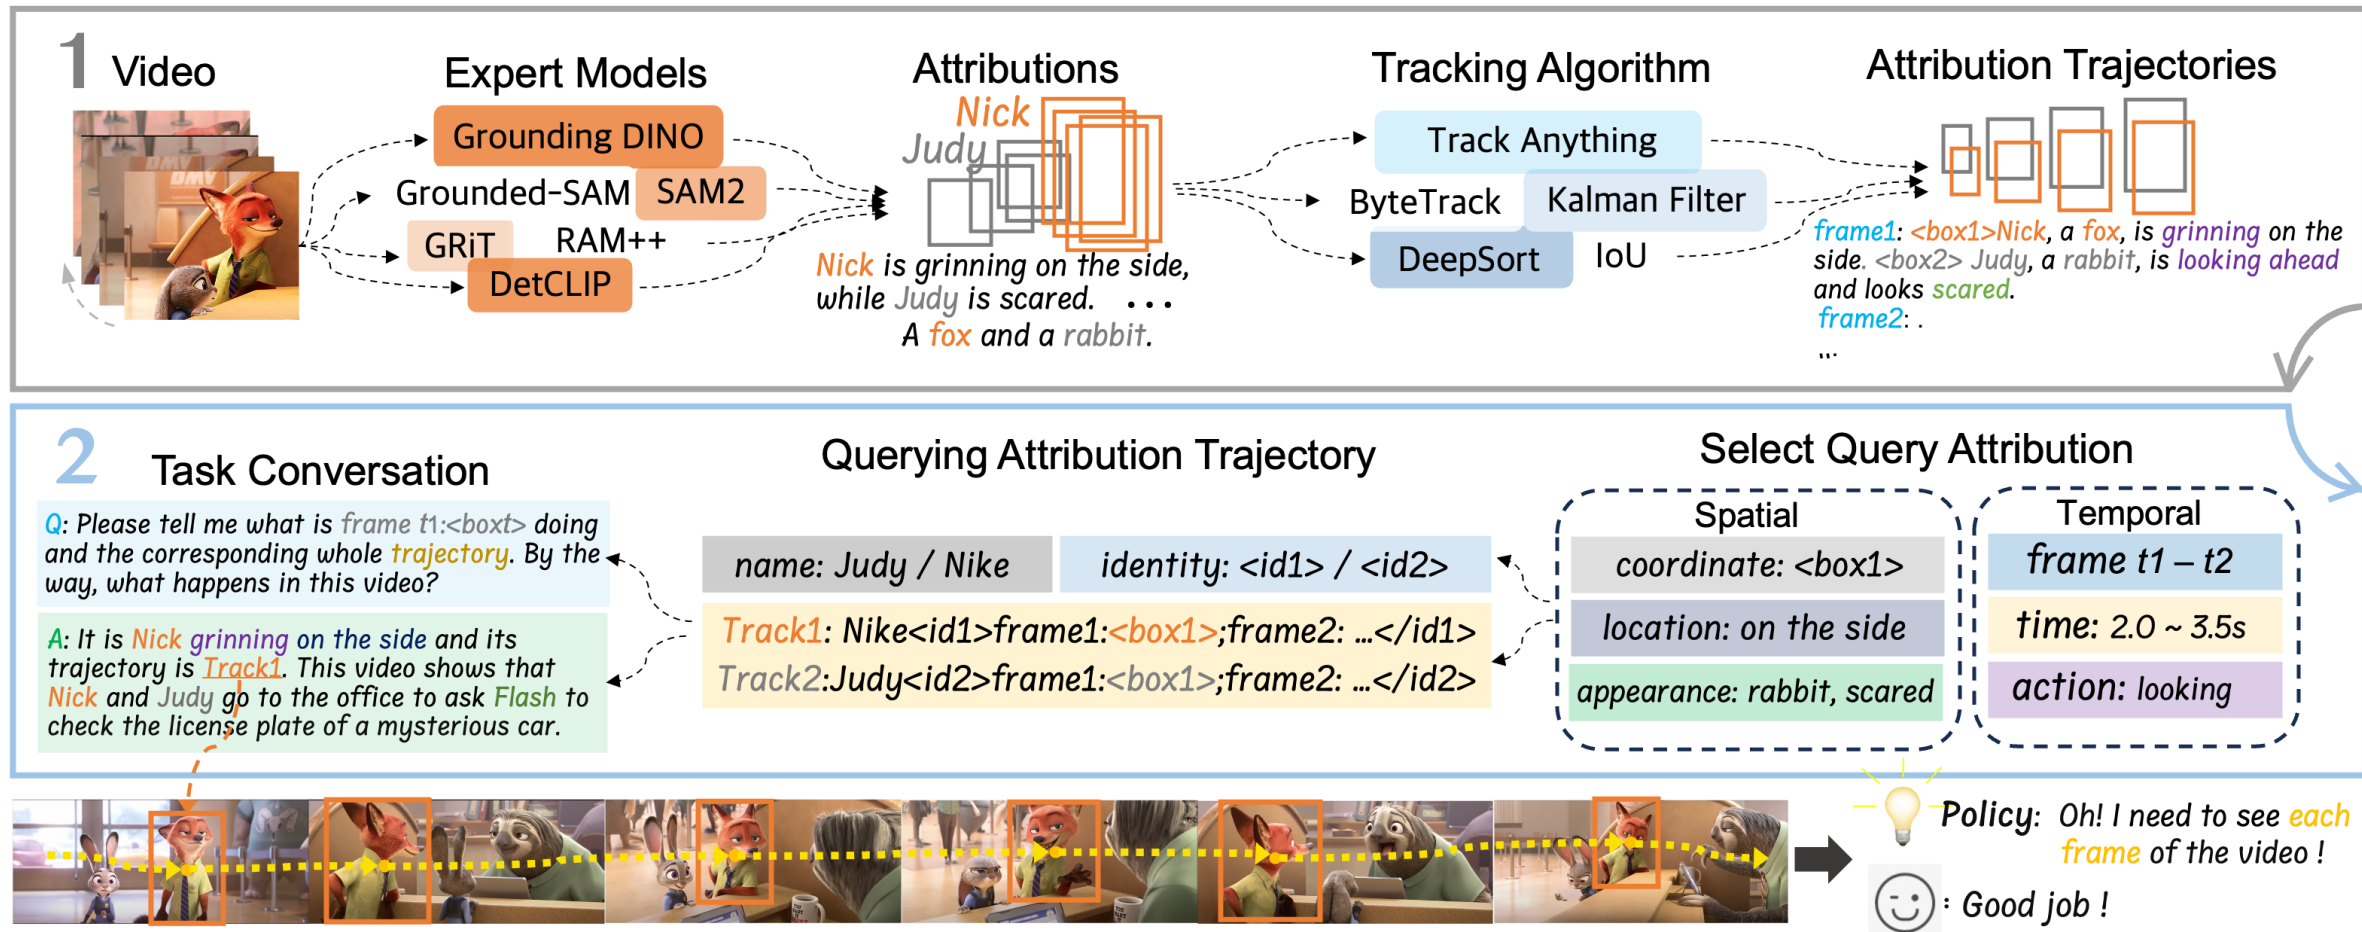 1
Video
Expert Models
Grounding DINO
Grounded-SAM SAM2
GRiT RAM++
DetCLIP
Attributions
Nick
Judy
Nick is grinning on the side,
while Judy is scared. ...
A fox and a rabbit.
Tracking Algorithm
Track Anything
ByteTrack Kalman Filter
DeepSort IoU
Attribution Trajectories
frame1: <box1>Nick, a fox, is grinning on the
side. <box2> Judy, a rabbit, is looking ahead
and looks scared.
frame2: .
...
2
Task Conversation
Q: Please tell me what is frame t1:<boxt> doing
and the corresponding whole trajectory. By the
way, what happens in this video?
A: It is Nick grinning on the side and its
trajectory is Track1. This video shows that
Nick and Judy go to the office to ask Flash to
check the license plate of a mysterious car.
Querying Attribution Trajectory
name: Judy / Nike
identity: <id1> / <id2>
Track1: Nike<id1>frame1:<box1>;frame2: ...</id1>
Track2:Judy<id2>frame1:<box1>;frame2: ...</id2>
Select Query Attribution
Spatial
coordinate: <box1>
location: on the side
appearance: rabbit, scared
Temporal
frame t1 – t2
time: 2.0 ~ 3.5s
action: looking
Policy: Oh! I need to see each
frame of the video !
: Good job !